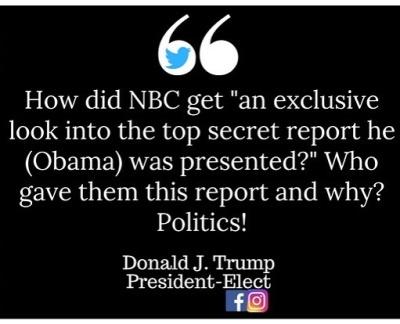 How did NBC get "an exclusive
look into the top secret report he
(Obama) was presented?" Who
gave them this report and why?
Politics!
Donald J. Trump
President-Elect